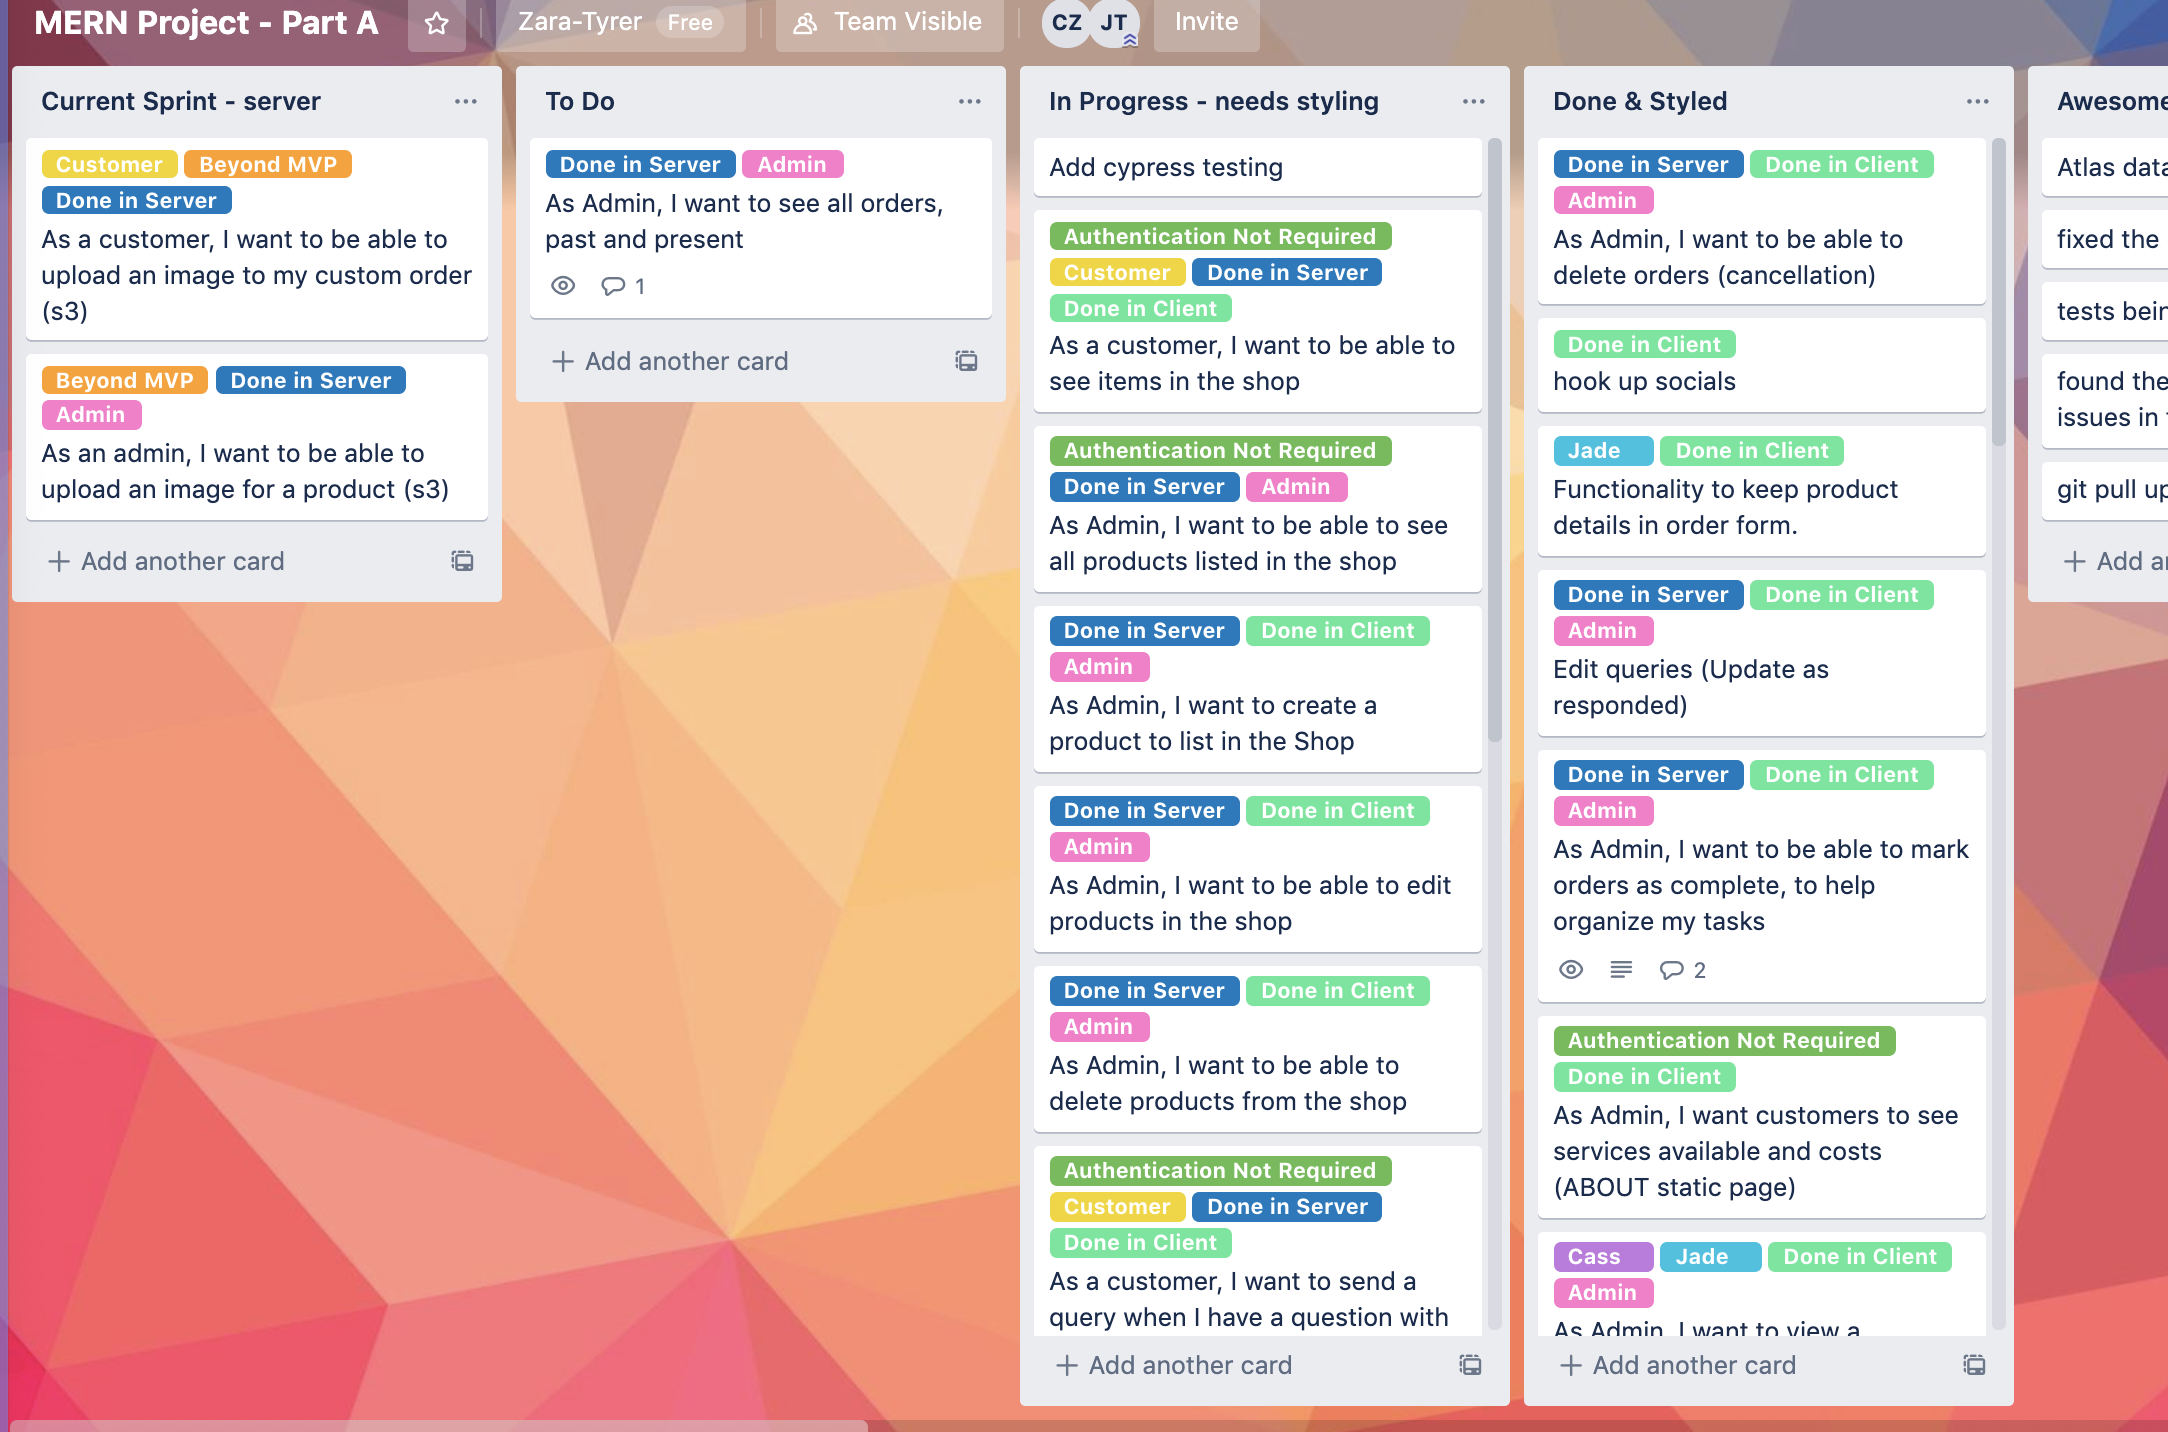 MERN Project - Part A
Zara-Tyrer Free
Team Visible
CZ JT
Invite
Current Sprint - server
Customer Beyond MVP
Done in Server
As a customer, I want to be able to
upload an image to my custom order
(s3)
Beyond MVP Done in Server
Admin
As an admin, I want to be able to
upload an image for a product (s3)
+ Add another card
To Do
Done in Server Admin
As Admin, I want to see all orders,
past and present
1
+ Add another card
In Progress - needs styling
Add cypress testing
Authentication Not Required
Customer Done in Server
Done in Client
As a customer, I want to be able to
see items in the shop
Authentication Not Required
Done in Server Admin
As Admin, I want to be able to see
all products listed in the shop
Done in Server Done in Client
Admin
As Admin, I want to create a
product to list in the Shop
Done in Server Done in Client
Admin
As Admin, I want to be able to edit
products in the shop
Done in Server Done in Client
Admin
As Admin, I want to be able to
delete products from the shop
Authentication Not Required
Customer Done in Server
Done in Client
As a customer, I want to send a
query when I have a question with
+ Add another card
Done & Styled
Done in Server Done in Client
Admin
As Admin, I want to be able to
delete orders (cancellation)
Done in Client
hook up socials
Jade Done in Client
Functionality to keep product
details in order form.
Done in Server Done in Client
Admin
Edit queries (Update as
responded)
Done in Server Done in Client
Admin
As Admin, I want to be able to mark
orders as complete, to help
organize my tasks
2
Authentication Not Required
Done in Client
As Admin, I want customers to see
services available and costs
(ABOUT static page)
Cass Jade Done in Client
Admin
As Admin, I want to view a
+ Add another card
Awesome
Atlas data
fixed the
tests bein
found the
issues in
git pull up
+ Add a